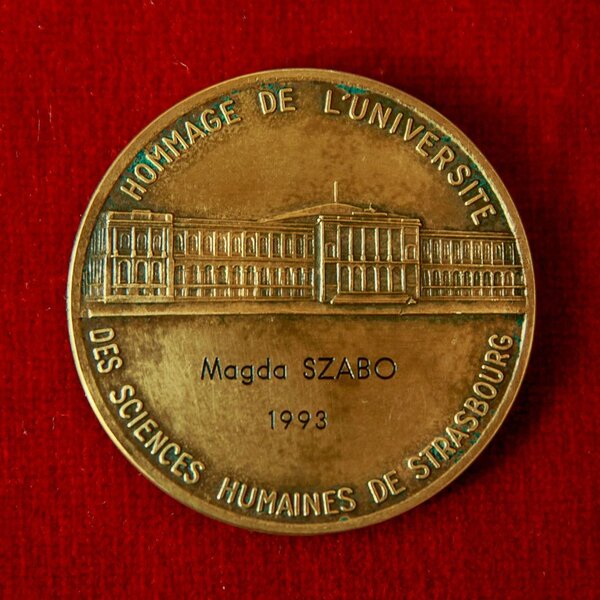 HOMMAGE DE L'UNIVERSITE
Magda SZABO
1993
DES SCIENCES HUMAINES DE STRASBOURG